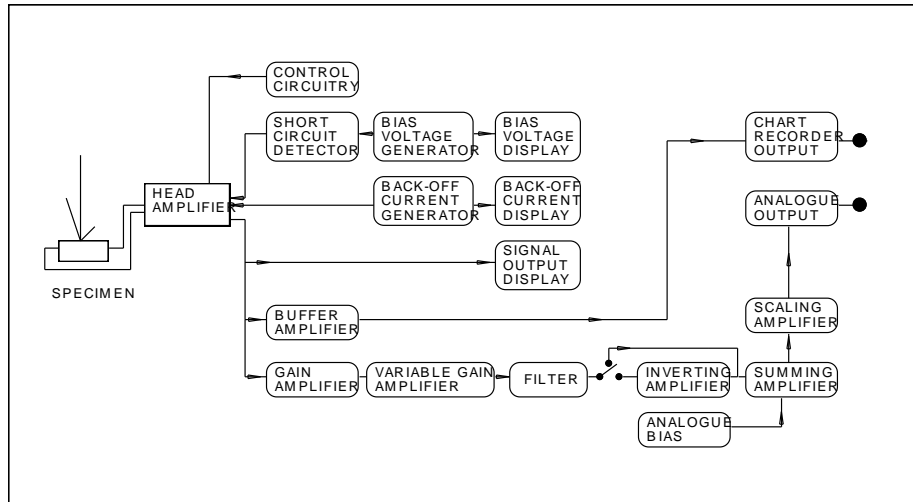 CONTROL
CIRCUITRY
SHORT
CIRCUIT
DETECTOR
BIAS
VOLTAGE
GENERATOR
BIAS
VOLTAGE
DISPLAY
CHART
RECORDER
OUTPUT
HEAD
AMPLIFIER
BACK-OFF
CURRENT
GENERATOR
BACK-OFF
CURRENT
DISPLAY
ANALOGUE
OUTPUT
SIGNAL
OUTPUT
DISPLAY
SPECIMEN
BUFFER
AMPLIFIER
SCALING
AMPLIFIER
GAIN
AMPLIFIER
VARIABLE GAIN
AMPLIFIER
FILTER
INVERTING
AMPLIFIER
SUMMING
AMPLIFIER
ANALOGUE
BIAS